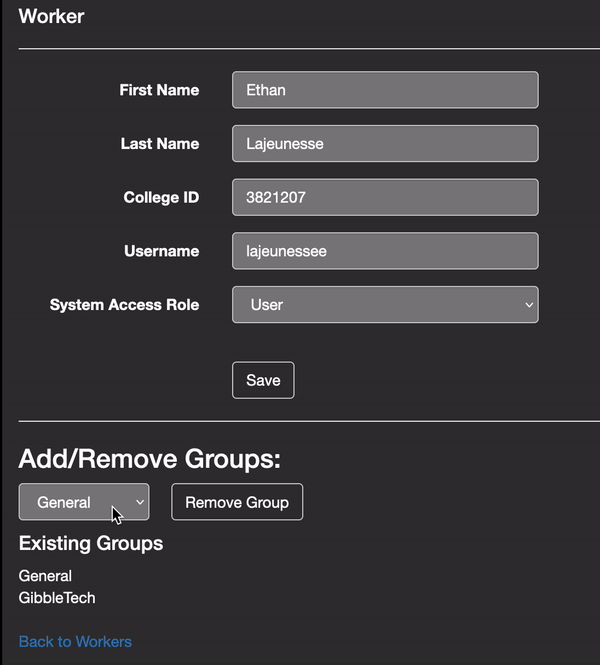 Worker
First Name Ethan
Last Name Lajeunesse
College ID 3821207
Username lajeunessee
System Access Role User
Save
Add/Remove Groups:
General Remove Group
Existing Groups
General
GibbleTech
Back to Workers